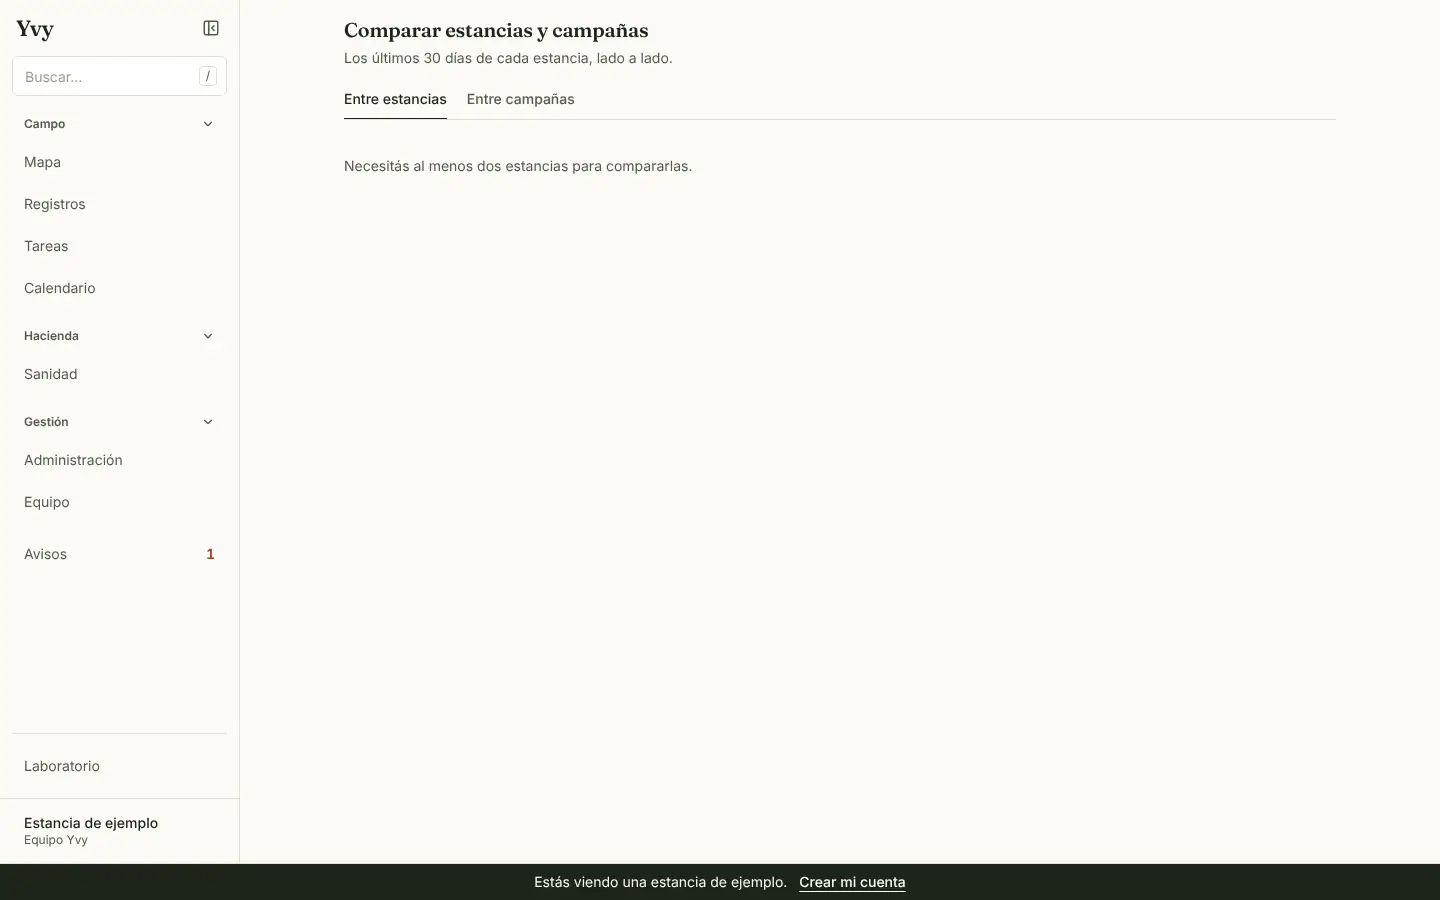 Yvy
Buscar...
/
Campo
Mapa
Registros
Tareas
Calendario
Hacienda
Sanidad
Gestión
Administración
Equipo
Avisos 1
Laboratorio
Estancia de ejemplo
Equipo Yvy
Comparar estancias y campañas
Los últimos 30 días de cada estancia, lado a lado.
Entre estancias Entre campañas
Necesitás al menos dos estancias para compararlas.
Estás viendo una estancia de ejemplo. Crear mi cuenta